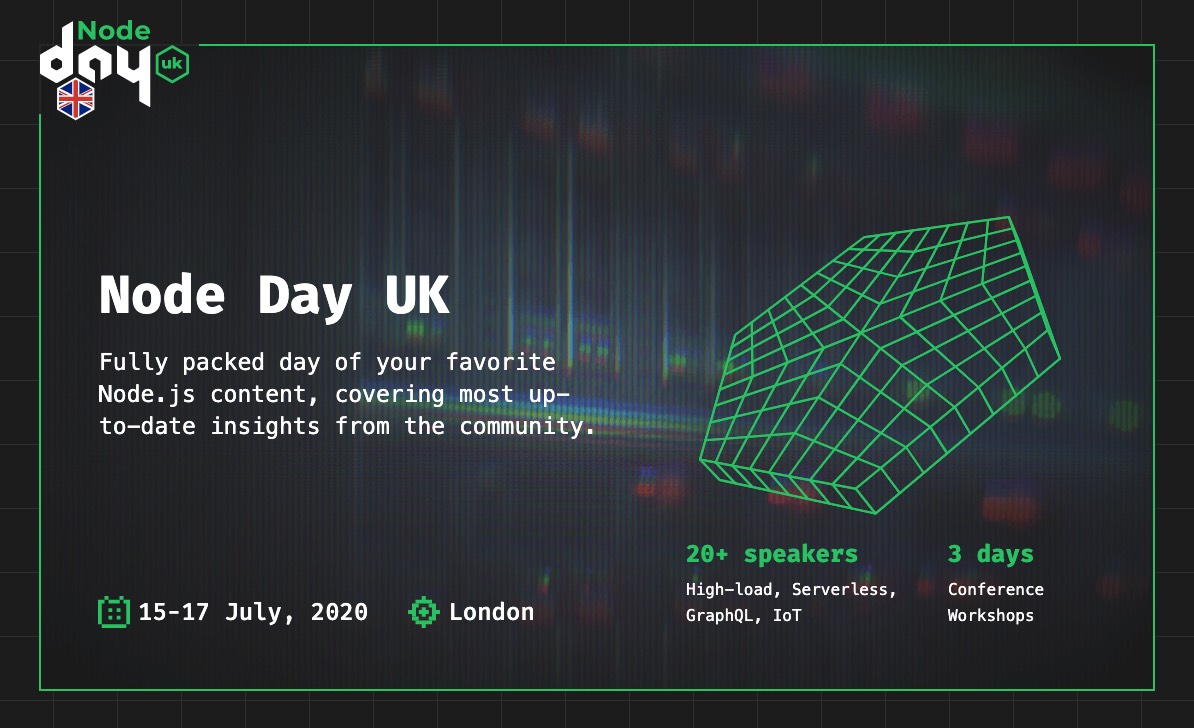 Node
day uk
Node Day UK
Fully packed day of your favorite
Node.js content, covering most up-
to-date insights from the community.
20+ speakers
High-load, Serverless,
GraphQL, IoT
3 days
Conference
Workshops
15-17 July, 2020
London